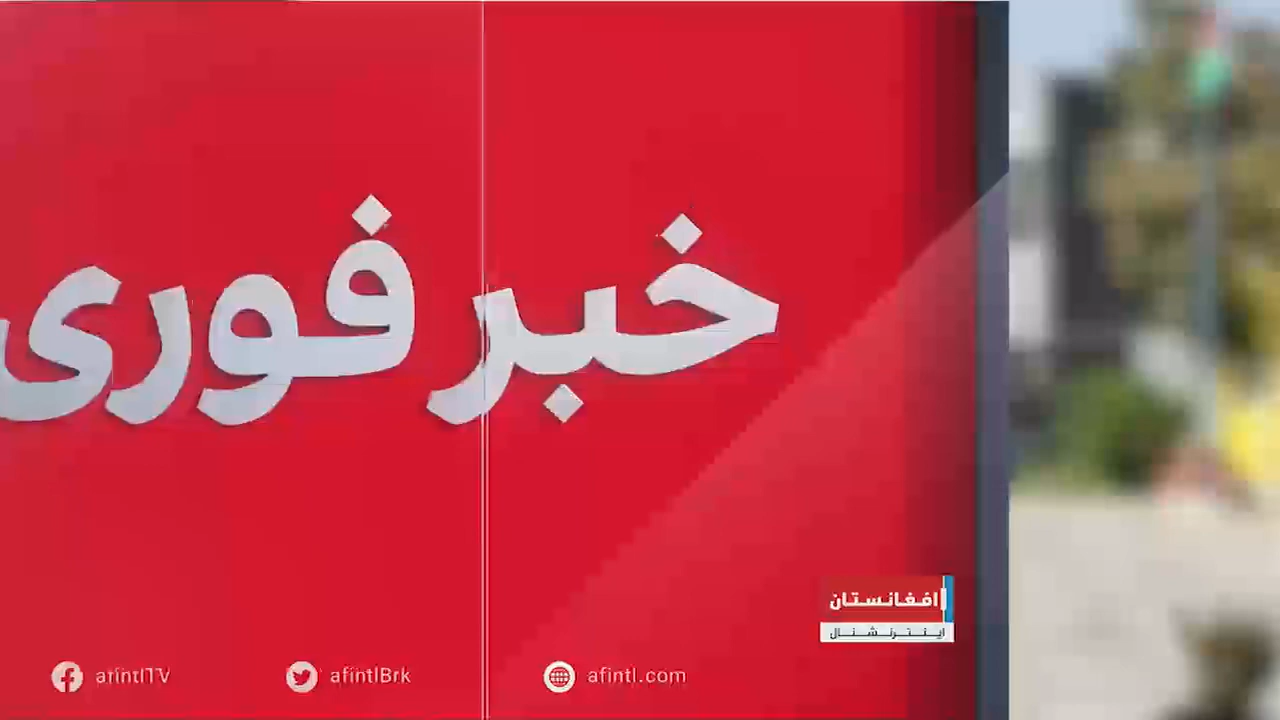 خبر فوری
افغانستان
اینترنشنال
afintlTV
afintlBrk
afintl.com